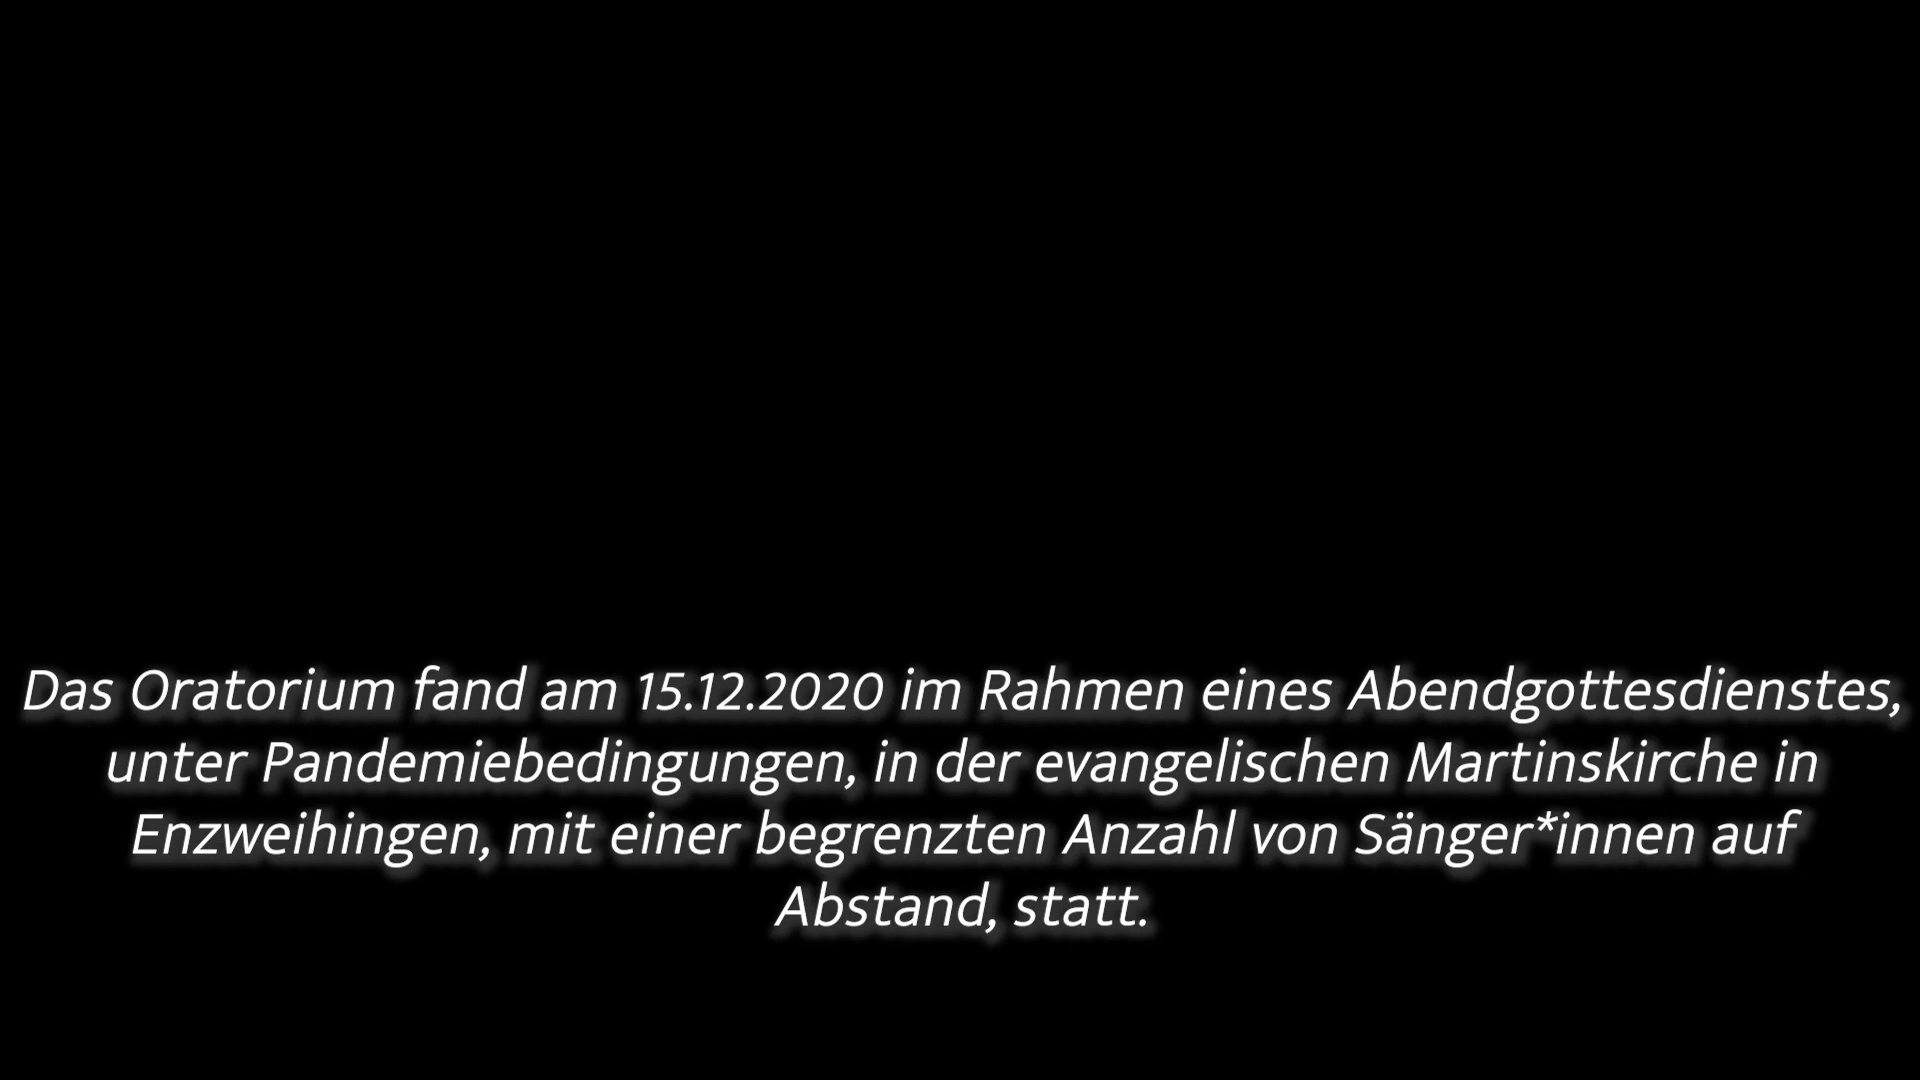 Das Oratorium fand am 15.12.2020 im Rahmen eines Abendgottesdienstes,
unter Pandemiebedingungen, in der evangelischen Martinskirche in
Enzweihingen, mit einer begrenzten Anzahl von Sänger*innen auf
Abstand, statt.